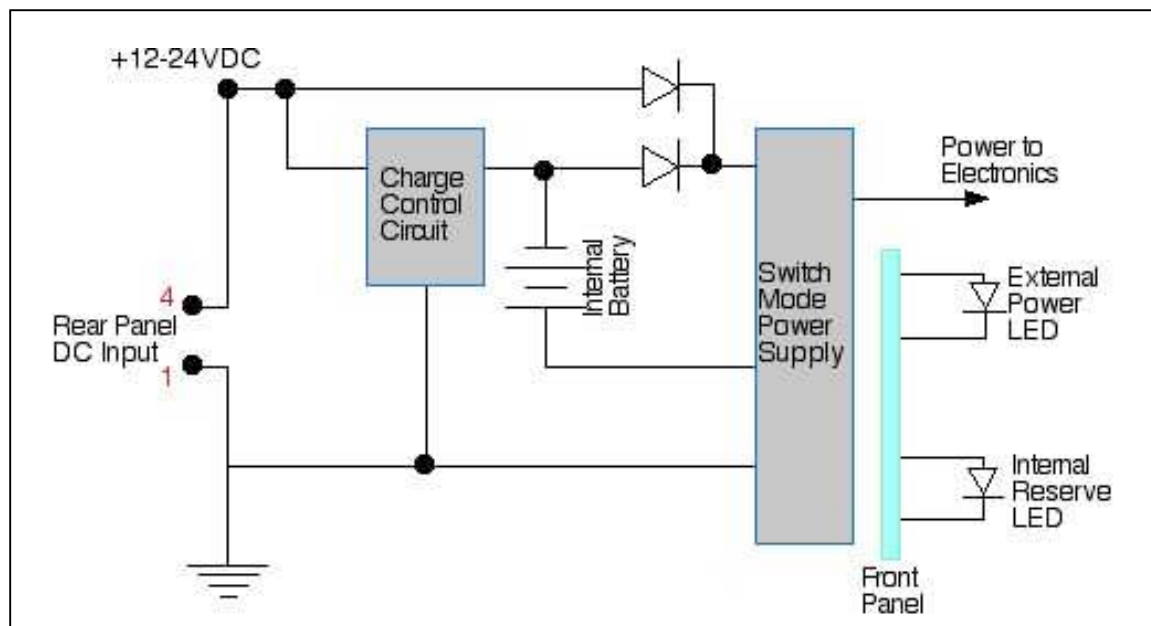 +12-24VDC
Charge
Control
Circuit
Internal
Battery
4
Rear Panel
DC Input
1
Switch
Mode
Power
Supply
Power to
Electronics
External
Power
LED
Internal
Reserve
LED
Front
Panel